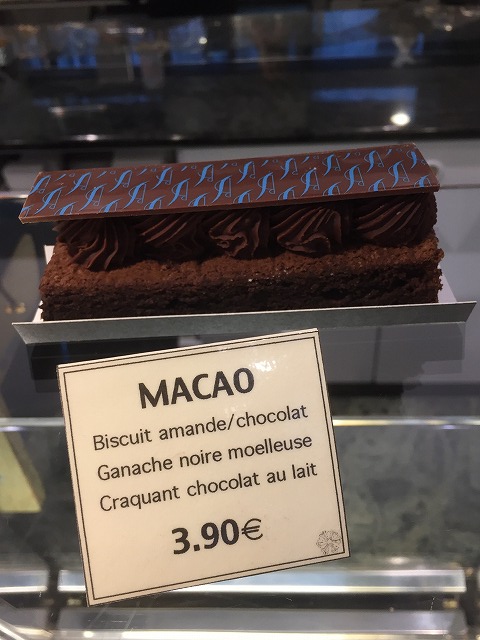 MACAO
Biscuit amande/chocolat
Ganache noire moelleuse
Craquant chocolat au lait
3.90€